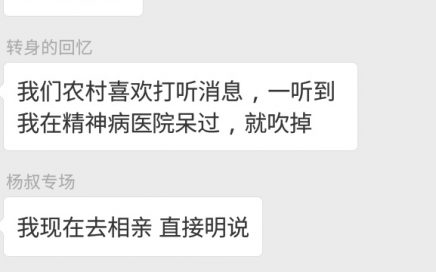 转身的回忆
我们农村喜欢打听消息，一听到
我在精神病医院呆过，就吹掉
杨叔专场
我现在去相亲 直接明说